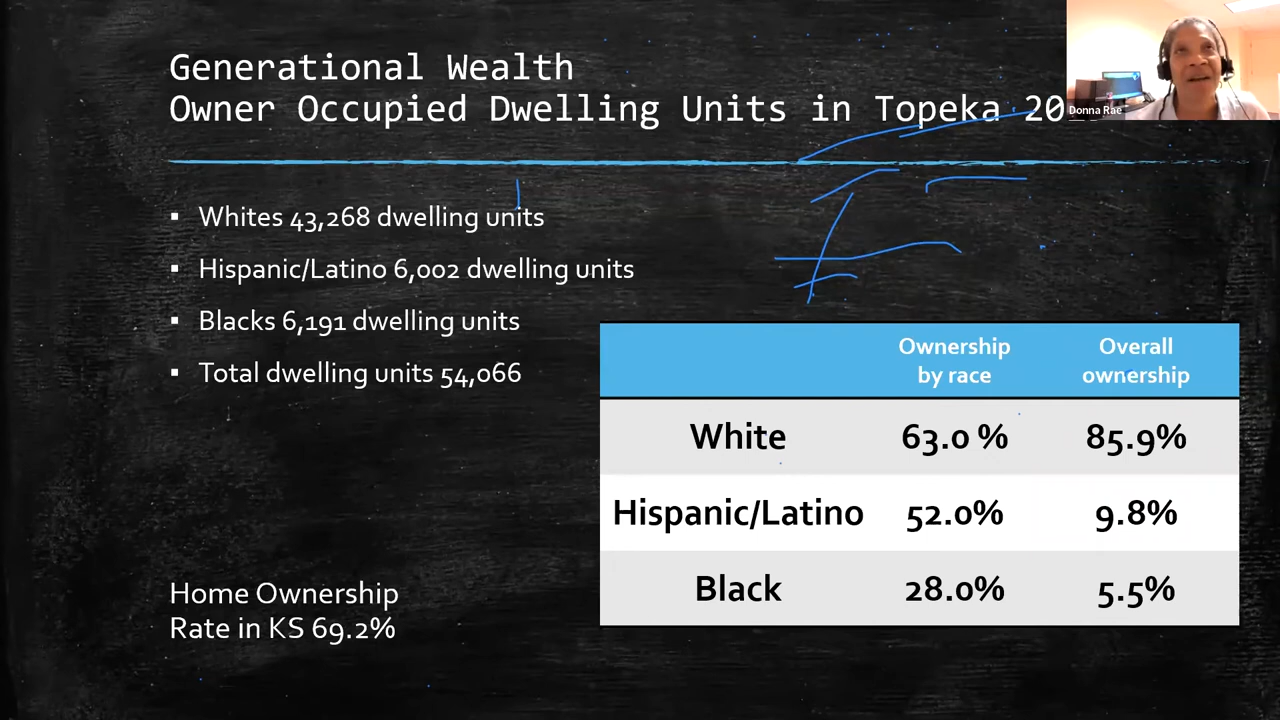 Generational Wealth
Owner Occupied Dwelling Units in Topeka
Donna Rae
▪ Whites 43,268 dwelling units
▪ Hispanic/Latino 6,002 dwelling units
▪ Blacks 6,191 dwelling units
▪ Total dwelling units 54,066
Ownership by race Overall ownership
White 63.0 % 85.9%
Hispanic/Latino 52.0% 9.8%
Black 28.0% 5.5%
Home Ownership
Rate in KS 69.2%